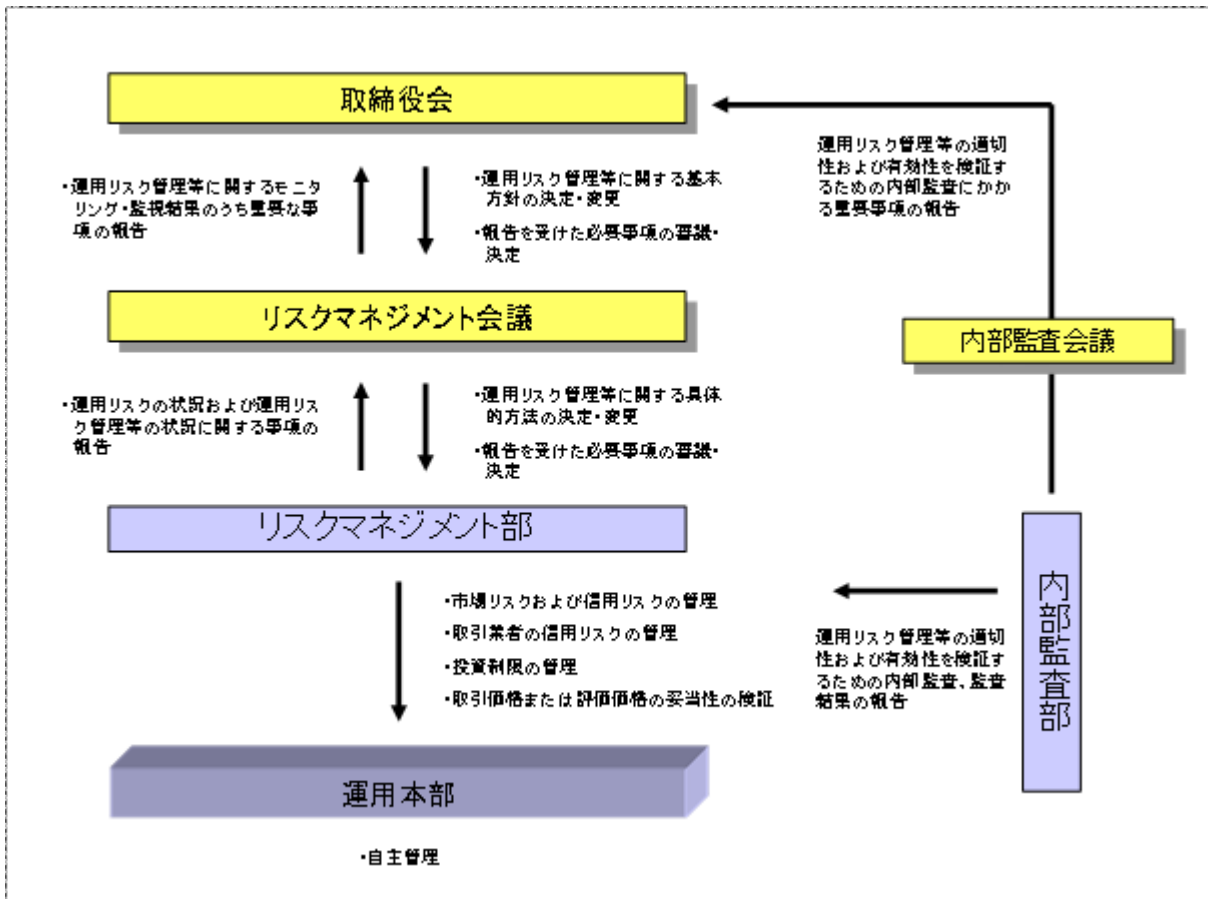 取締役会
・運用リスク管理等に関するモニ
タリング・監視結果のうち重要な事
項の報告
・運用リスク管理等に関する基本
方針の決定・変更
・報告を受けた必要事項の審議・
決定
運用リスク管理等の適切
性および有効性を検証す
るための内部監査にかか
る重要事項の報告
リスクマネジメント会議
内部監査会議
・運用リスクの状況および運用リス
ク管理等の状況に関する事項の
報告
・運用リスク管理等に関する具体
的方法の決定・変更
・報告を受けた必要事項の審議・
決定
リスクマネジメント部
・市場リスクおよび信用リスクの管理
・取引業者の信用リスクの管理
・投資制限の管理
・取引価格または評価価格の妥当性の検証
運用リスク管理等の適切
性および有効性を検証す
るための内部監査、監査
結果の報告
内部監査部
運用本部
・自主管理